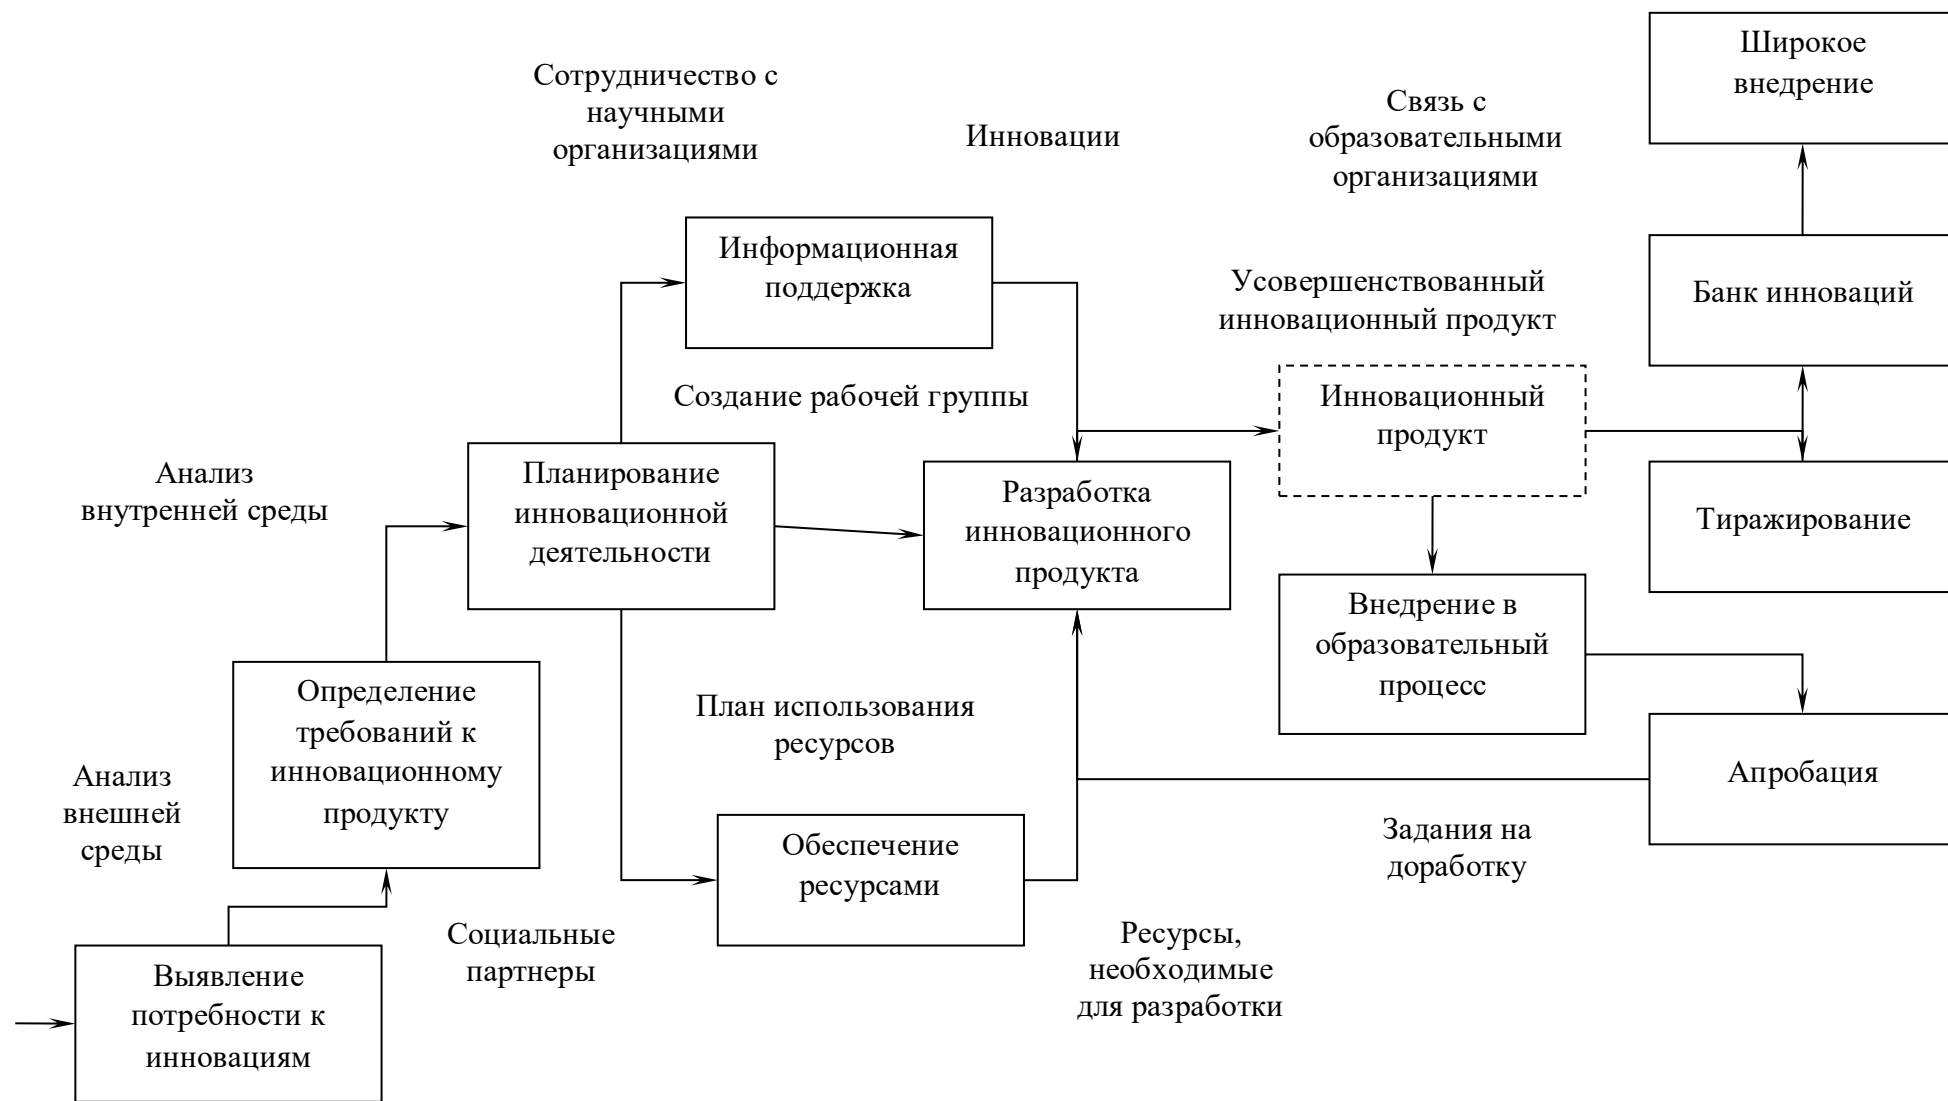 Широкое
внедрение
Сотрудничество с
научными
организациями
Инновации
Связь с
образовательными
организациями
Информационная
поддержка
Усовершенствованный
инновационный продукт
Банк инноваций
Создание рабочей группы
Инновационный
продукт
Анализ
внутренней среды
Планирование
инновационной
деятельности
Разработка
инновационного
продукта
Тиражирование
Внедрение в
образовательный
процесс
Определение
требований к
инновационному
продукту
План использования
ресурсов
Апробация
Анализ
внешней
среды
Обеспечение
ресурсами
Задания на
доработку
Социальные
партнеры
Ресурсы,
необходимые
для разработки
Выявление
потребности к
инновациям